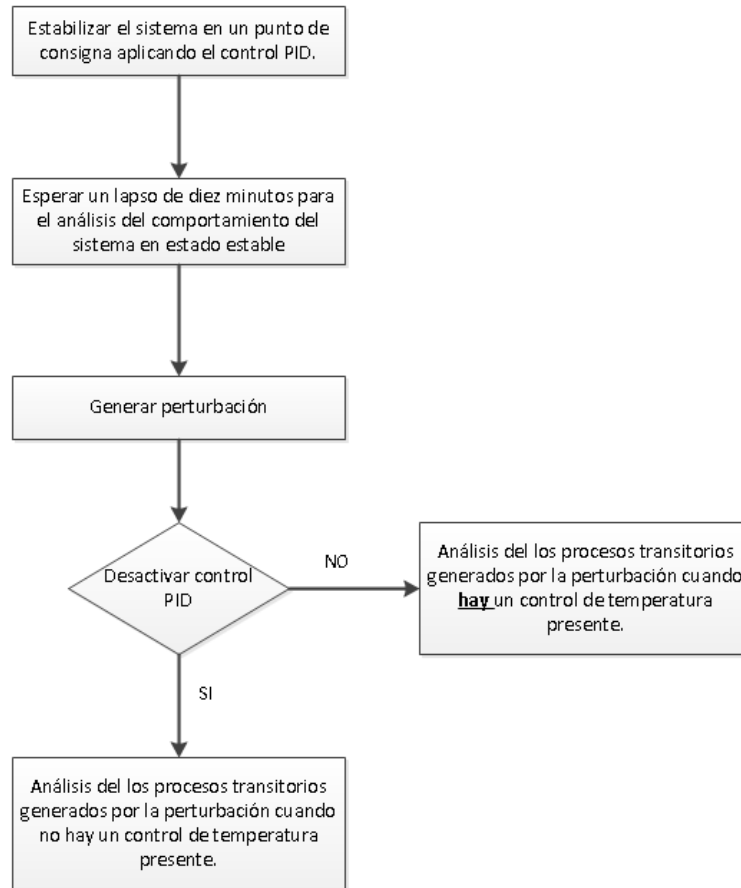 Estabilizar el sistema en un punto de
consigna aplicando el control PID.
Esperar un lapso de diez minutos para
el análisis del comportamiento del
sistema en estado estable
Generar perturbación
Desactivar control
PID
NO
Análisis del los procesos transitorios
generados por la perturbación cuando
hay un control de temperatura
presente.
SI
Análisis del los procesos transitorios
generados por la perturbación cuando
no hay un control de temperatura
presente.